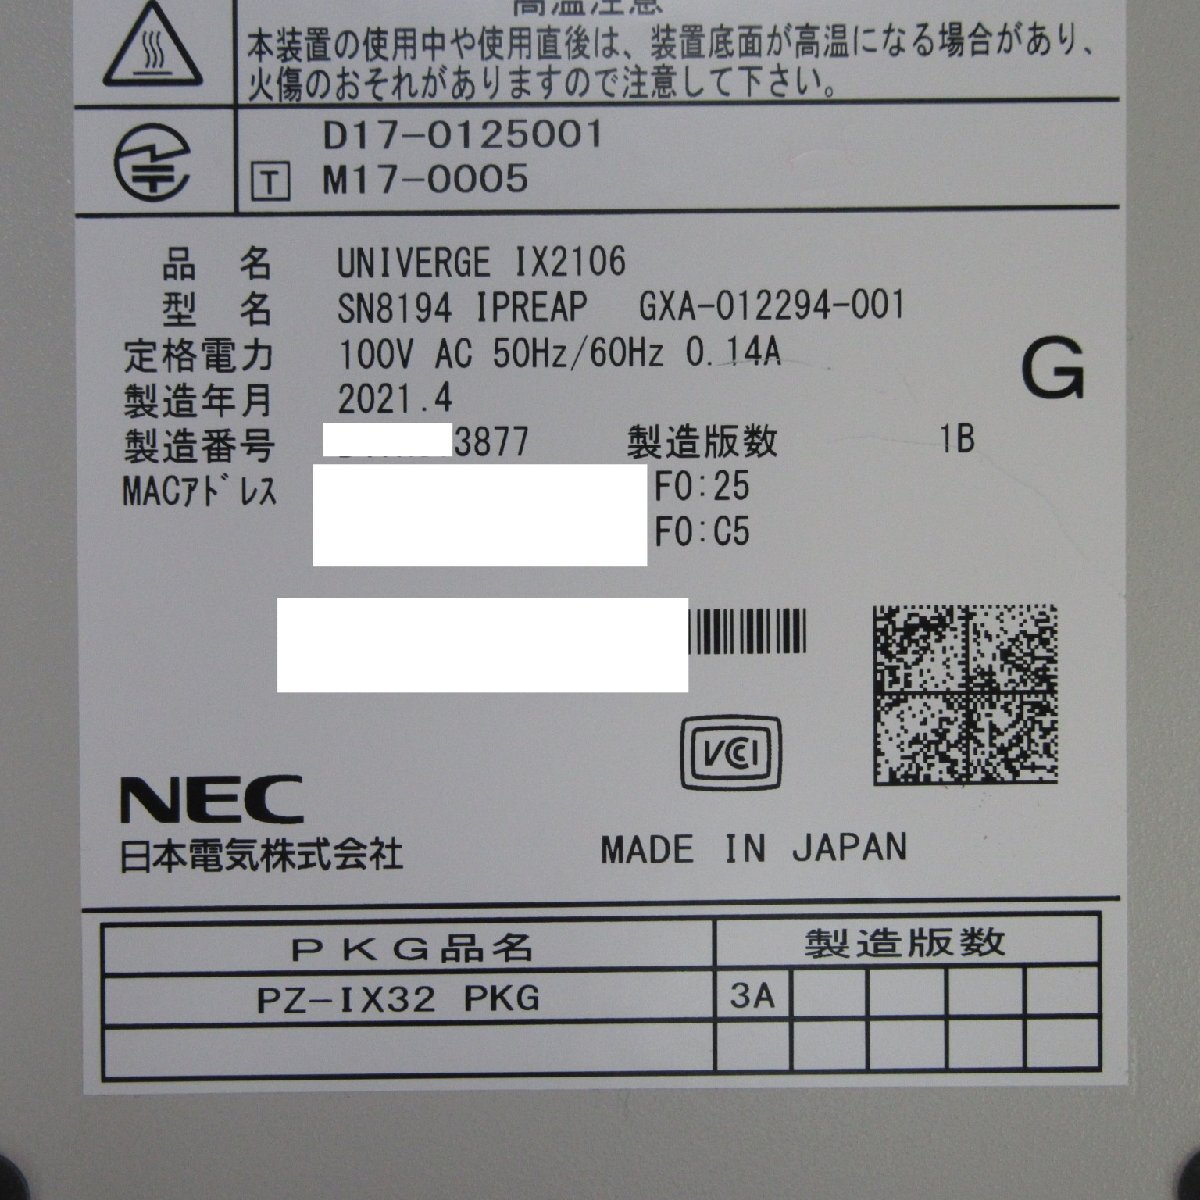 高温注意
本装置の使用中や使用直後は、装置底面が高温になる場合があり、
火傷のおそれがありますので注意して下さい。
D17-0125001
T M17-0005
品 名 UNIVERGE IX2106
型 名 SN8194 IPREAP GXA-012294-001
定格電力 100V AC 50Hz/60Hz 0.14A
G
製造年月 2021.4
製造番号 3877 製造版数 1B
MACｱﾄﾞﾚｽ F0:25
F0:C5
VCCI
NEC
日本電気株式会社
MADE IN JAPAN
PKG品名 製造版数
PZ-IX32 PKG 3A